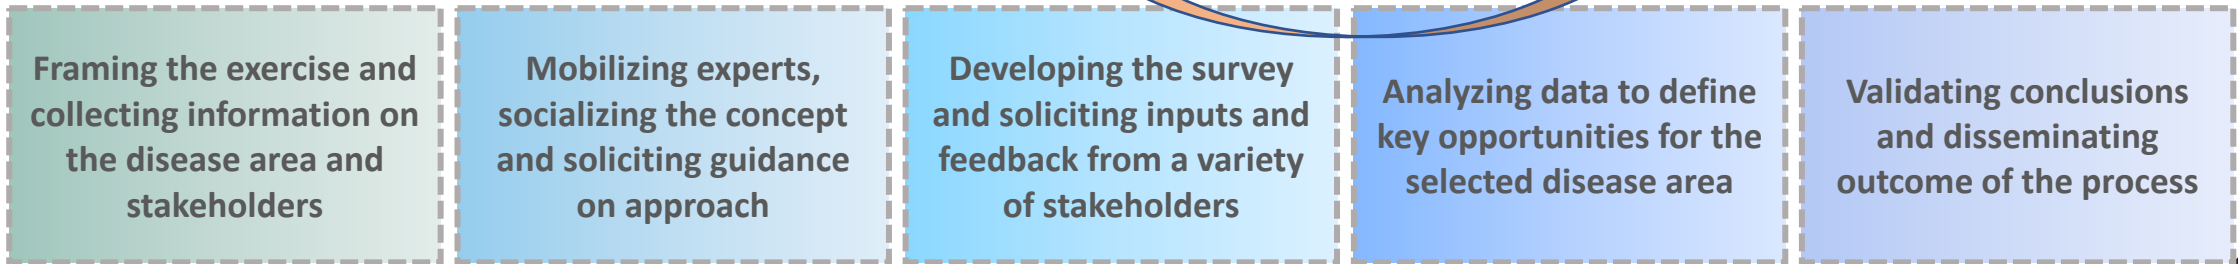 Framing the exercise and
collecting information on
the disease area and
stakeholders
Mobilizing experts,
socializing the concept
and soliciting guidance
on approach
Developing the survey
and soliciting inputs and
feedback from a variety
of stakeholders
Analyzing data to define
key opportunities for the
selected disease area
Validating conclusions
and disseminating
outcome of the process